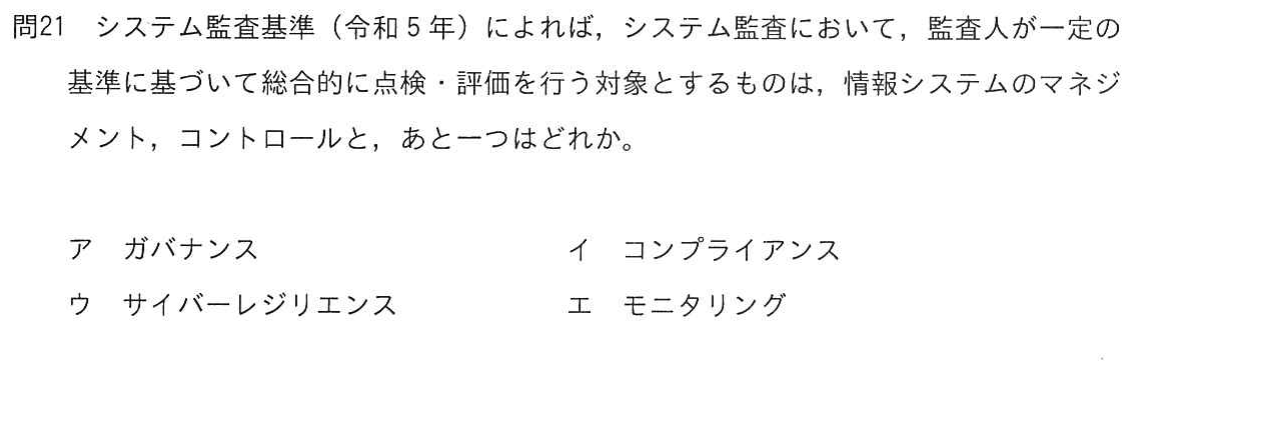 問21　システム監査基準（令和5年）によれば，システム監査において，監査人が一定の
基準に基づいて総合的に点検・評価を行う対象とするものは，情報システムのマネジ
メント，コントロールと，あと一つはどれか。
ア　ガバナンス　イ　コンプライアンス
ウ　サイバーレジリエンス　エ　モニタリング